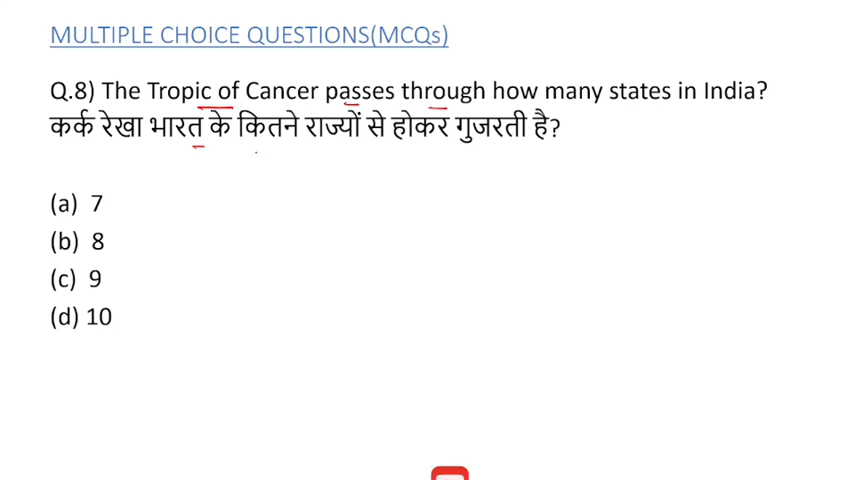 MULTIPLE CHOICE QUESTIONS(MCQs)
Q.8) The Tropic of Cancer passes through how many states in India?
कर्क रेखा भारत के कितने राज्यों से होकर गुजरती है?
(a) 7
(b) 8
(c) 9
(d) 10